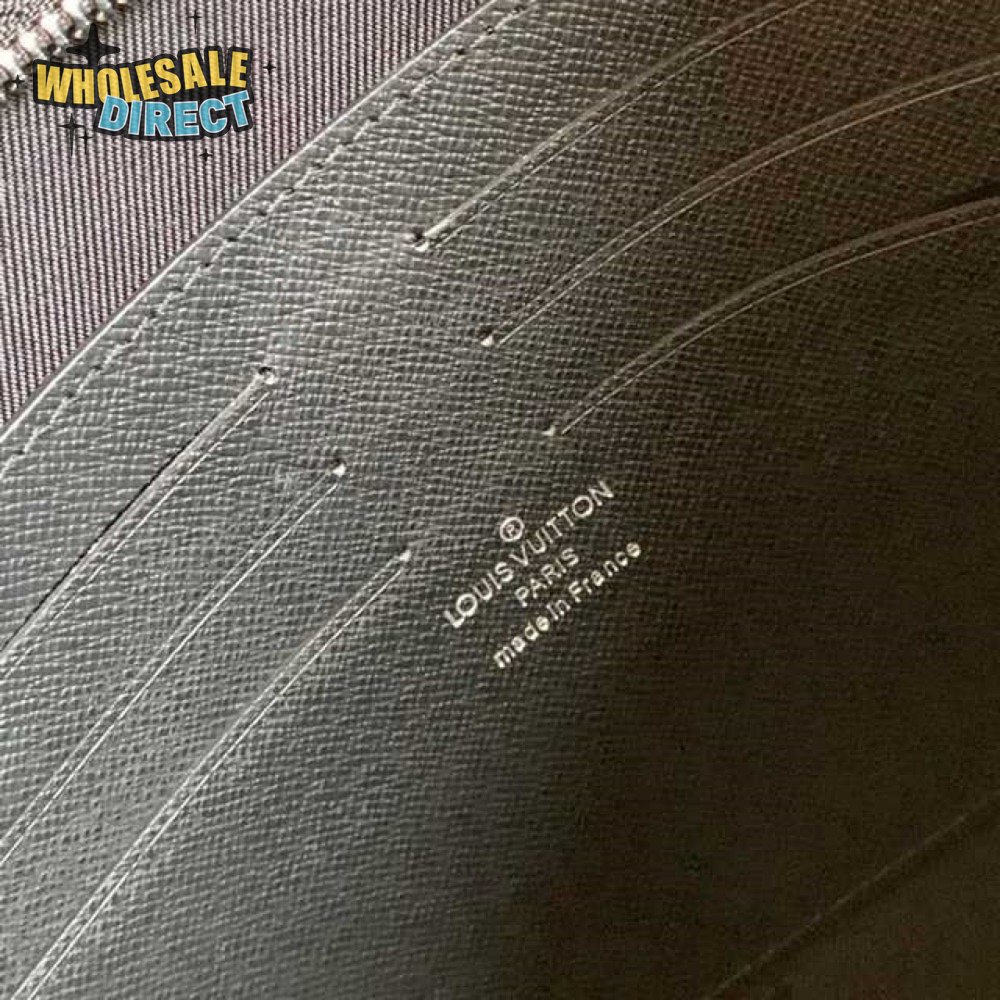 WHOLESALE
DIRECT
®
LOUIS VUITTON
PARIS
made in France